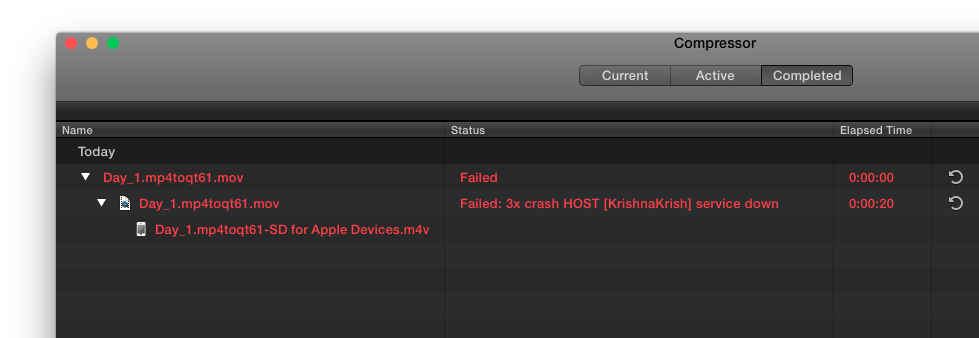 Compressor
Current Active Completed
Name Status Elapsed Time
Today
Day_1.mp4toqt61.mov Failed 0:00:00
Day_1.mp4toqt61.mov Failed: 3x crash HOST [KrishnaKrish] service down 0:00:20
Day_1.mp4toqt61-SD for Apple Devices.m4v